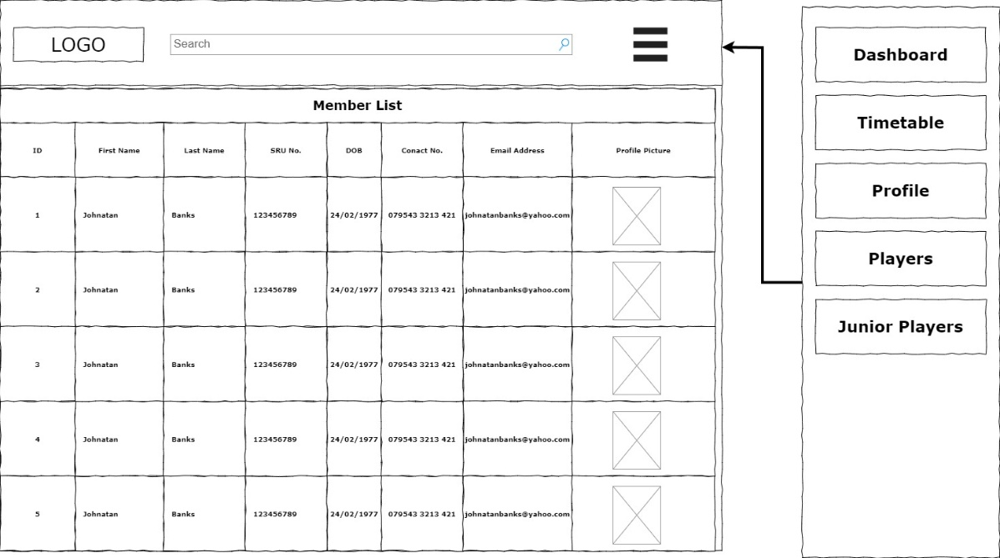 LOGO
Search
Member List
ID First Name Last Name SRU No. DOB Conact No. Email Address Profile Picture
1 Johnatan Banks 123456789 24/02/1977 079543 3213 421 johnatanbanks@yahoo.com
2 Johnatan Banks 123456789 24/02/1977 079543 3213 421 johnatanbanks@yahoo.com
3 Johnatan Banks 123456789 24/02/1977 079543 3213 421 johnatanbanks@yahoo.com
4 Johnatan Banks 123456789 24/02/1977 079543 3213 421 johnatanbanks@yahoo.com
5 Johnatan Banks 123456789 24/02/1977 079543 3213 421 johnatanbanks@yahoo.com
Dashboard
Timetable
Profile
Players
Junior Players